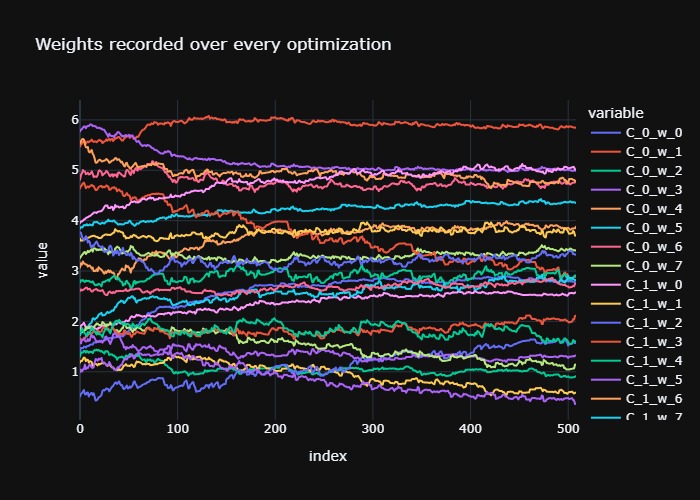 Weights recorded over every optimization
variable
C_0_w_0
C_0_w_1
C_0_w_2
C_0_w_3
C_0_w_4
C_0_w_5
C_0_w_6
C_0_w_7
C_1_w_0
C_1_w_1
C_1_w_2
C_1_w_3
C_1_w_4
C_1_w_5
C_1_w_6
C_1_w_7
value
6
5
4
3
2
1
0 100 200 300 400 500
index